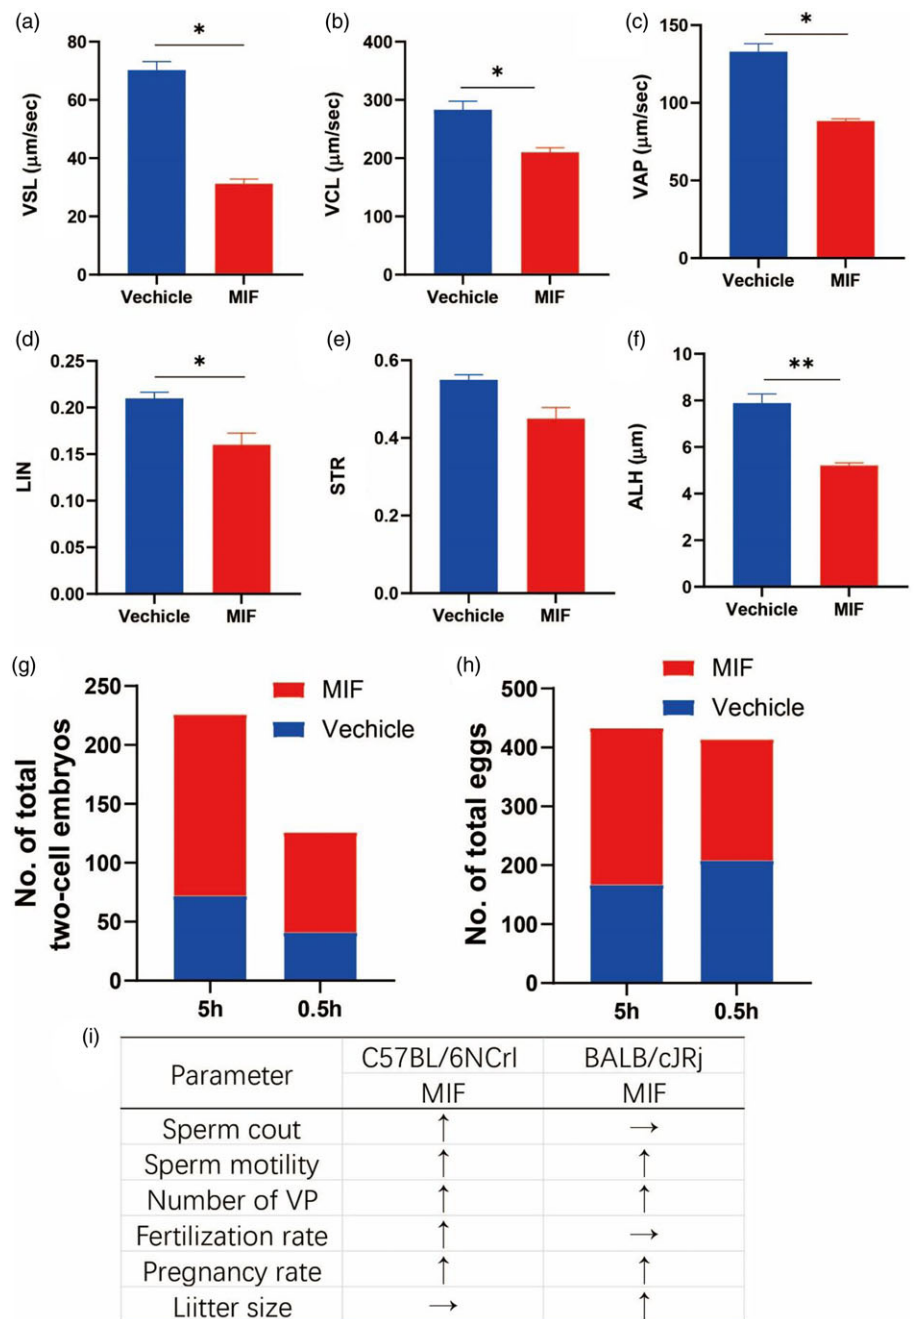 (a)
VSL (μm/sec)
80
60
40
20
0
*
Vechicle MIF
(b)
VCL (μm/sec)
400
300
200
100
0
*
Vechicle MIF
(c)
VAP (μm/sec)
150
100
50
0
*
Vechicle MIF
(d)
LIN
0.25
0.20
0.15
0.10
0.05
0.00
*
Vechicle MIF
(e)
STR
0.6
0.4
0.2
0.0
Vechicle MIF
(f)
ALH (μm)
10
8
6
4
2
0
**
Vechicle MIF
(g)
No. of total
two-cell embryos
250
200
150
100
50
0
MIF
Vechicle
5h 0.5h
(h)
No. of total eggs
500
400
300
200
100
0
MIF
Vechicle
5h 0.5h
(i)
Parameter C57BL/6NCrl BALB/cJRj
MIF MIF
Sperm cout ↑ →
Sperm motility ↑ ↑
Number of VP ↑ ↑
Fertilization rate ↑ →
Pregnancy rate ↑ ↑
Liitter size → ↑